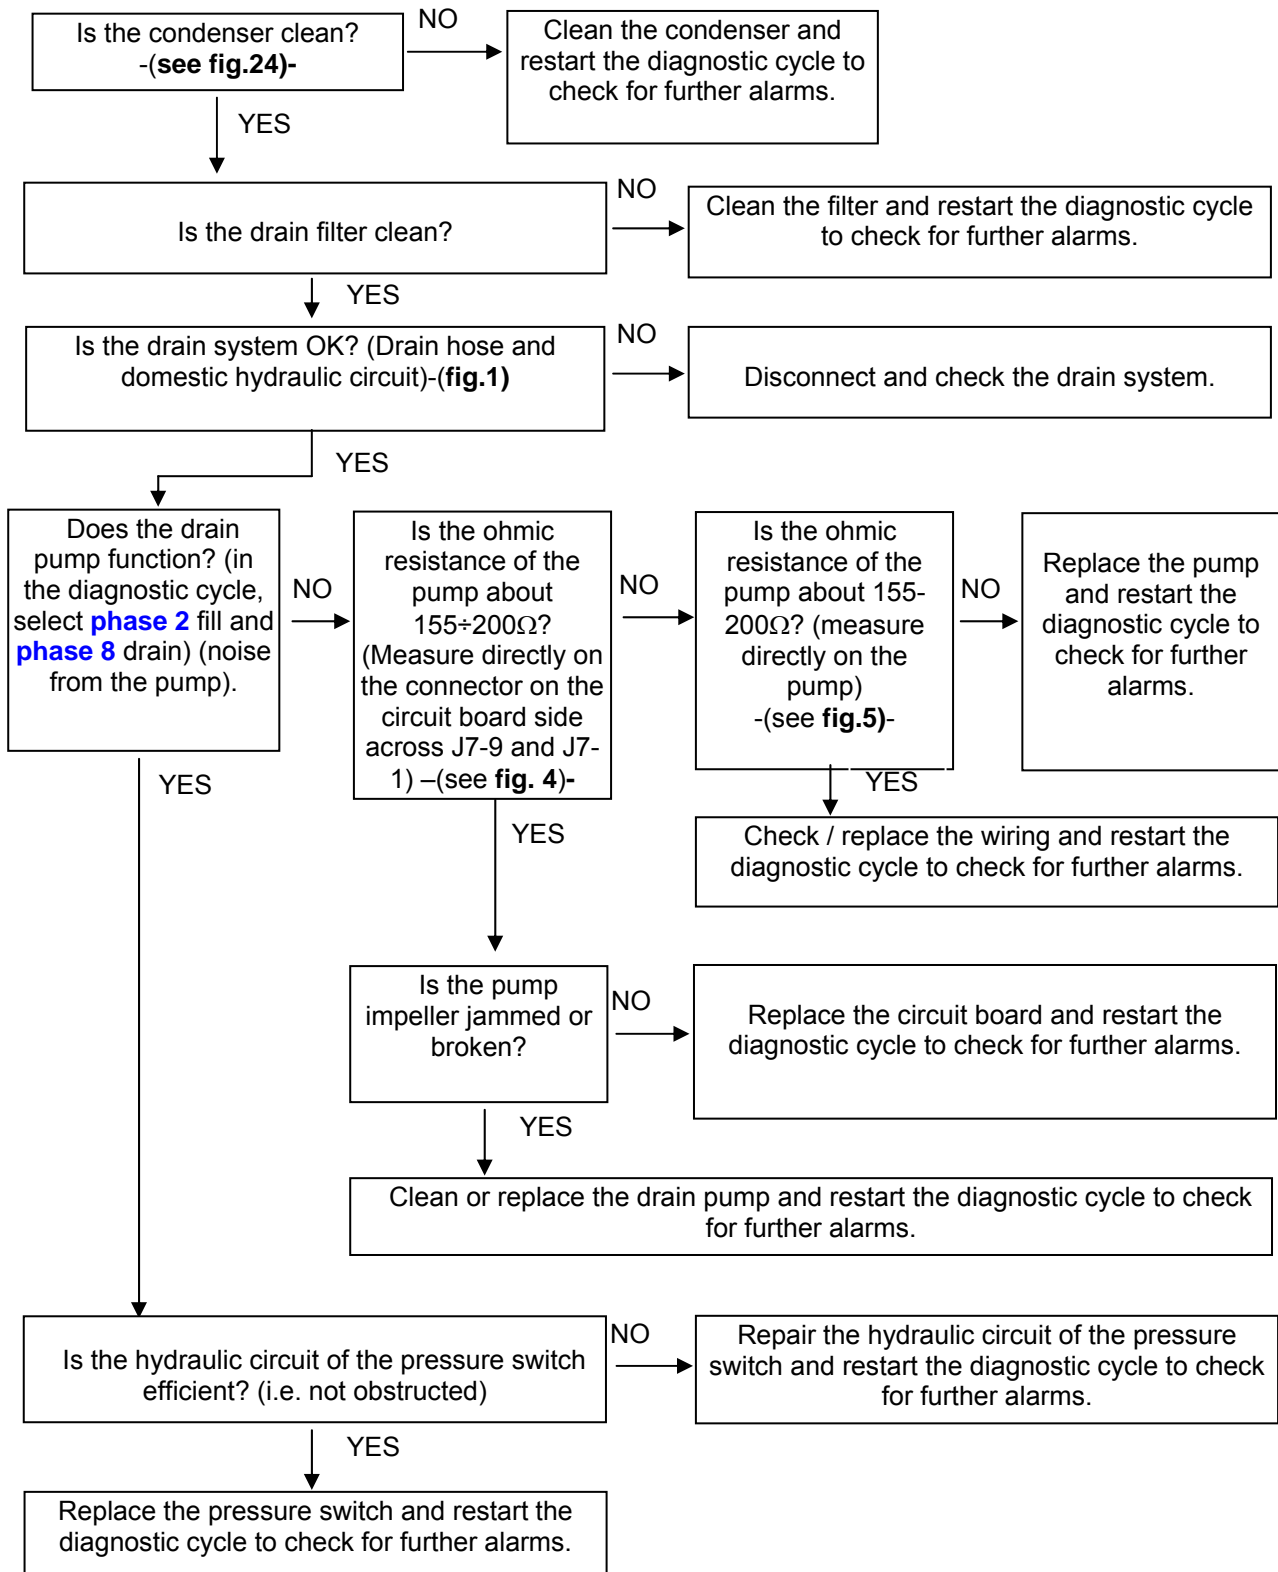 Is the condenser clean?
-(see fig.24)-
NO
Clean the condenser and
restart the diagnostic cycle to
check for further alarms.
YES
Is the drain filter clean?
NO
Clean the filter and restart the diagnostic cycle
to check for further alarms.
YES
Is the drain system OK? (Drain hose and
domestic hydraulic circuit)-(fig.1)
NO
Disconnect and check the drain system.
YES
Does the drain
pump function? (in
the diagnostic cycle,
select phase 2 fill and
phase 8 drain) (noise
from the pump).
NO
Is the ohmic
resistance of the
pump about
155÷200Ω?
(Measure directly on
the connector on the
circuit board side
across J7-9 and J7-
1) –(see fig. 4)-
NO
Is the ohmic
resistance of the
pump about 155-
200Ω? (measure
directly on the
pump)
-(see fig.5)-
NO
Replace the pump
and restart the
diagnostic cycle to
check for further
alarms.
YES
YES
YES
Check / replace the wiring and restart the
diagnostic cycle to check for further alarms.
Is the pump
impeller jammed or
broken?
NO
Replace the circuit board and restart the
diagnostic cycle to check for further alarms.
YES
Clean or replace the drain pump and restart the diagnostic cycle to check
for further alarms.
Is the hydraulic circuit of the pressure switch
efficient? (i.e. not obstructed)
NO
Repair the hydraulic circuit of the pressure
switch and restart the diagnostic cycle to check
for further alarms.
YES
Replace the pressure switch and restart the
diagnostic cycle to check for further alarms.